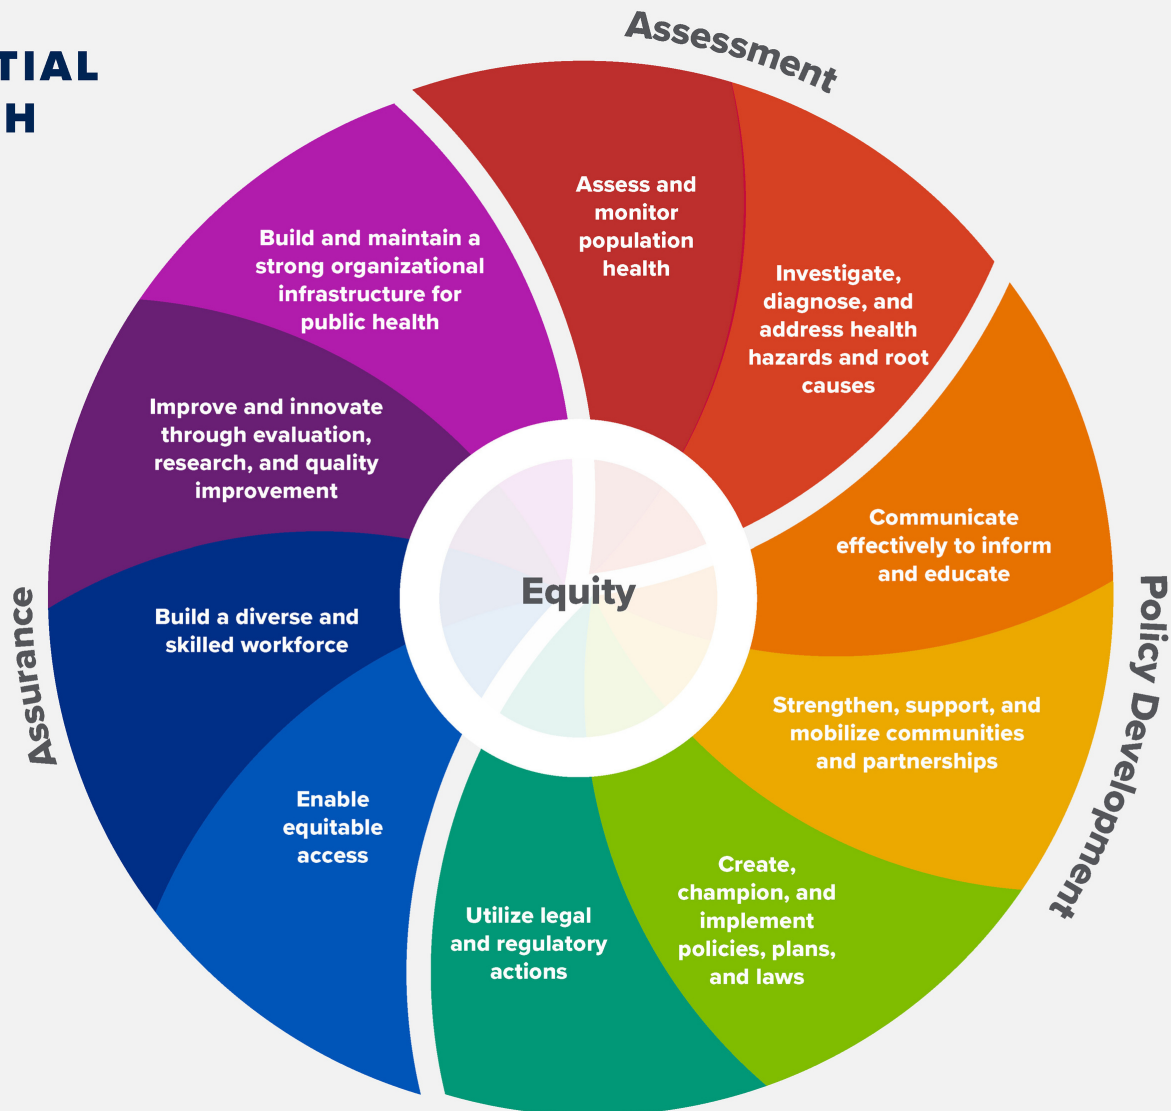 TIAL
H
Assessment
Assess and
monitor
population
health
Investigate,
diagnose, and
address health
hazards and root
causes
Communicate
effectively to inform
and educate
Policy Development
Strengthen, support, and
mobilize communities
and partnerships
Create,
champion, and
implement
policies, plans,
and laws
Utilize legal
and regulatory
actions
Enable
equitable
access
Assurance
Build a diverse and
skilled workforce
Improve and innovate
through evaluation,
research, and quality
improvement
Build and maintain a
strong organizational
infrastructure for
public health
Equity